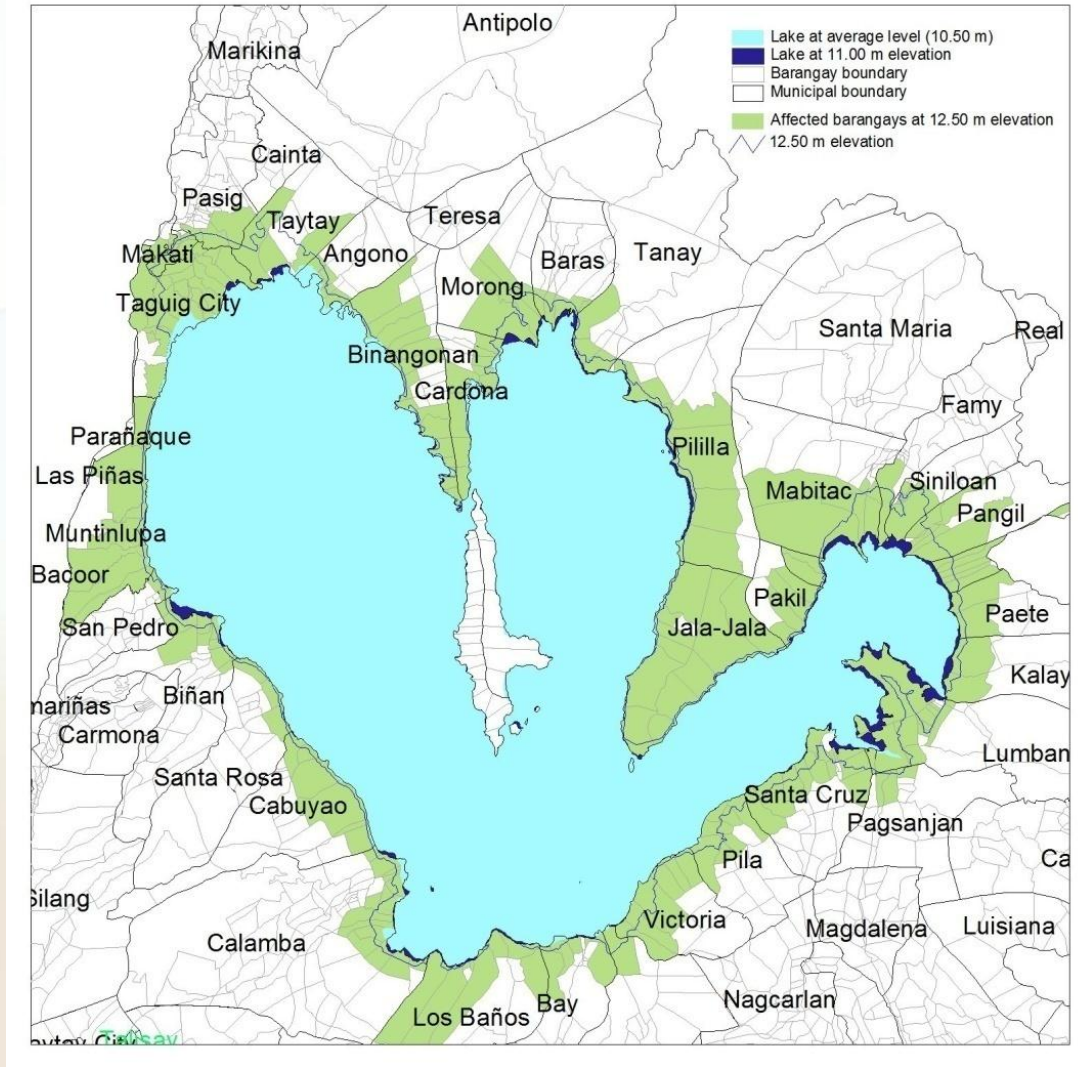 Antipolo
Marikina
Lake at average level (10.50 m)
Lake at 11.00 m elevation
Barangay boundary
Municipal boundary
Affected barangays at 12.50 m elevation
12.50 m elevation
Cainta
Pasig
Taytay
Teresa
Makati
Angono
Baras
Tanay
Morong
Taguig City
Santa Maria
Real
Binangonan
Cardona
Famy
Parañaque
Pililla
Las Piñas
Mabitac
Siniloan
Pangil
Muntinlupa
Bacoor
Pakil
Paete
San Pedro
Jala-Jala
Kalay
Biñan
mariñas
Carmona
Lumban
Santa Rosa
Cabuyao
Santa Cruz
Pagsanjan
Pila
Ca
Silang
Victoria
Calamba
Magdalena
Luisiana
Nagcarlan
Bay
Los Baños